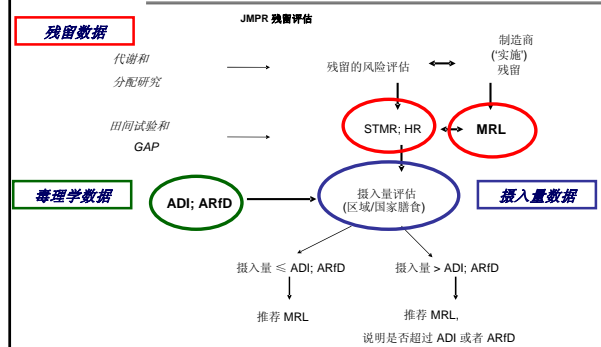 JMPR 残留评估
残留数据
制造商
('实施')
残留
代谢和
分配研究
残留的风险评估
田间试验和
GAP
STMR; HR
MRL
毒理学数据
ADI; ARfD
摄入量评估
(区域/国家膳食)
摄入量数据
摄入量 ≤ ADI; ARfD
摄入量 > ADI; ARfD
推荐 MRL
推荐 MRL,
说明是否超过 ADI 或者 ARfD